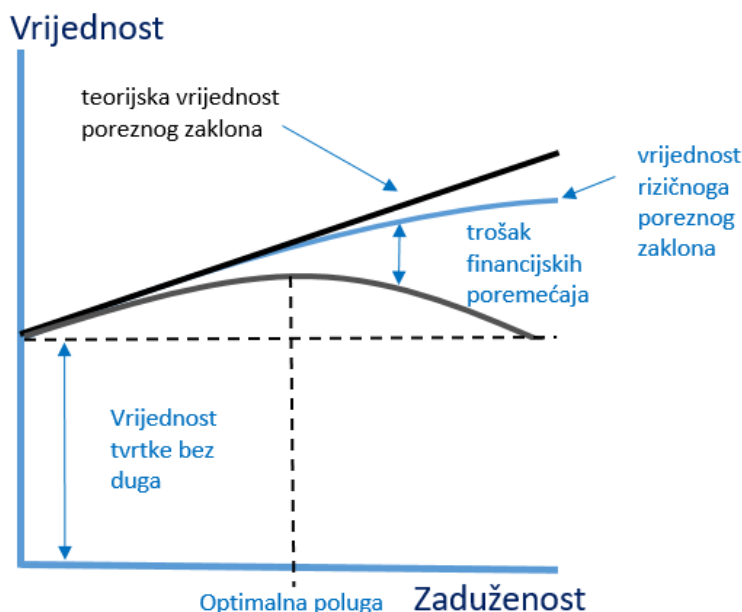 Vrijednost
teorijska vrijednost
poreznog zaklona
vrijednost
rizičnoga
poreznog
zaklona
trošak
financijskih
poremećaja
Vrijednost
tvrtke bez
duga
Optimalna poluga
Zaduženost